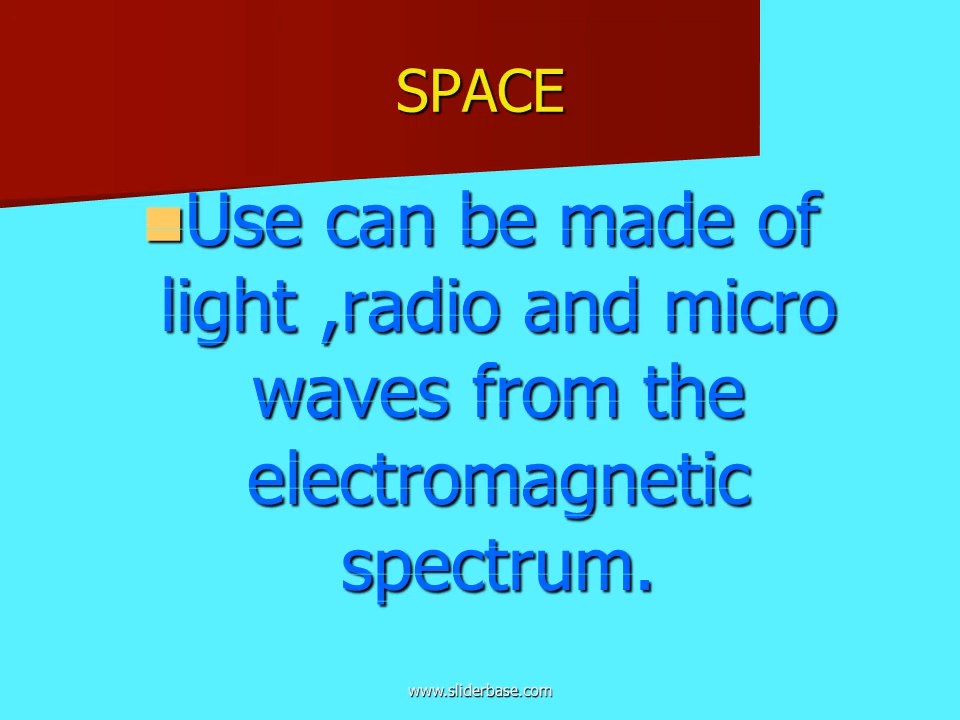 SPACE
Use can be made of
light ,radio and micro
waves from the
electromagnetic
spectrum.
www.sliderbase.com